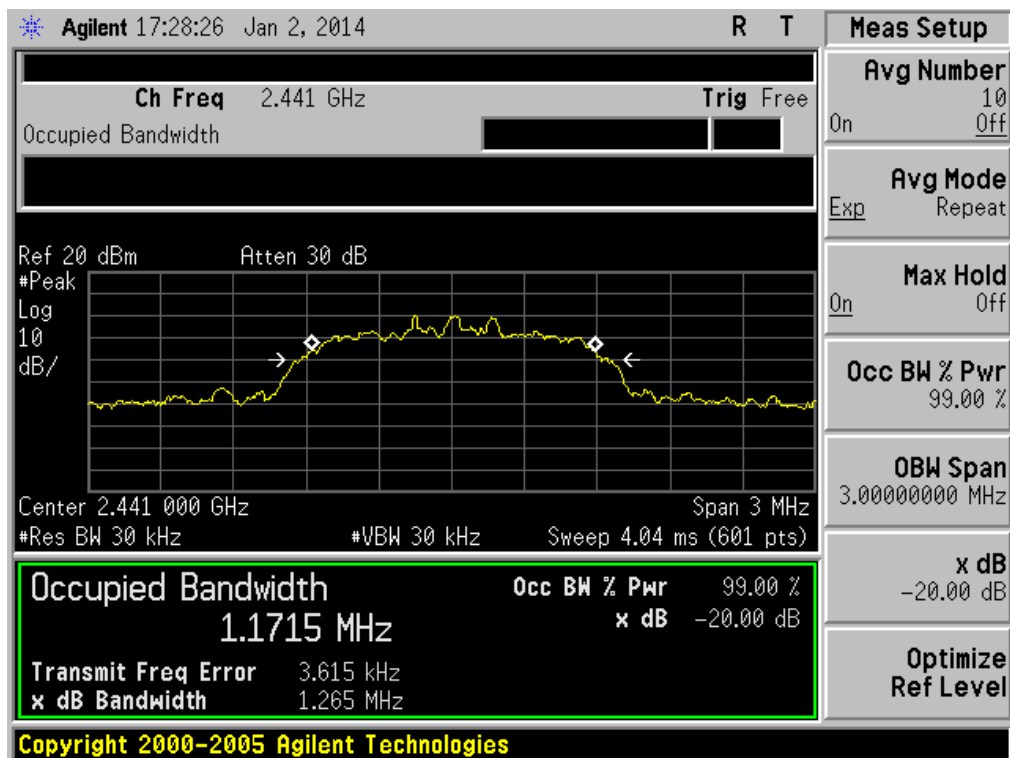 Agilent 17:28:26 Jan 2, 2014 R T
Ch Freq 2.441 GHz Trig Free
Occupied Bandwidth
Ref 20 dBm Atten 30 dB
#Peak
Log
10
dB/
Center 2.441 000 GHz Span 3 MHz
#Res BW 30 kHz #VBW 30 kHz Sweep 4.04 ms (601 pts)
Occupied Bandwidth
1.1715 MHz
Occ BW % Pwr 99.00 %
x dB -20.00 dB
Transmit Freq Error 3.615 kHz
x dB Bandwidth 1.265 MHz
Copyright 2000-2005 Agilent Technologies
Meas Setup
Avg Number
10
On Off
Avg Mode
Exp Repeat
Max Hold
On Off
Occ BW % Pwr
99.00 %
OBW Span
3.00000000 MHz
x dB
-20.00 dB
Optimize
Ref Level